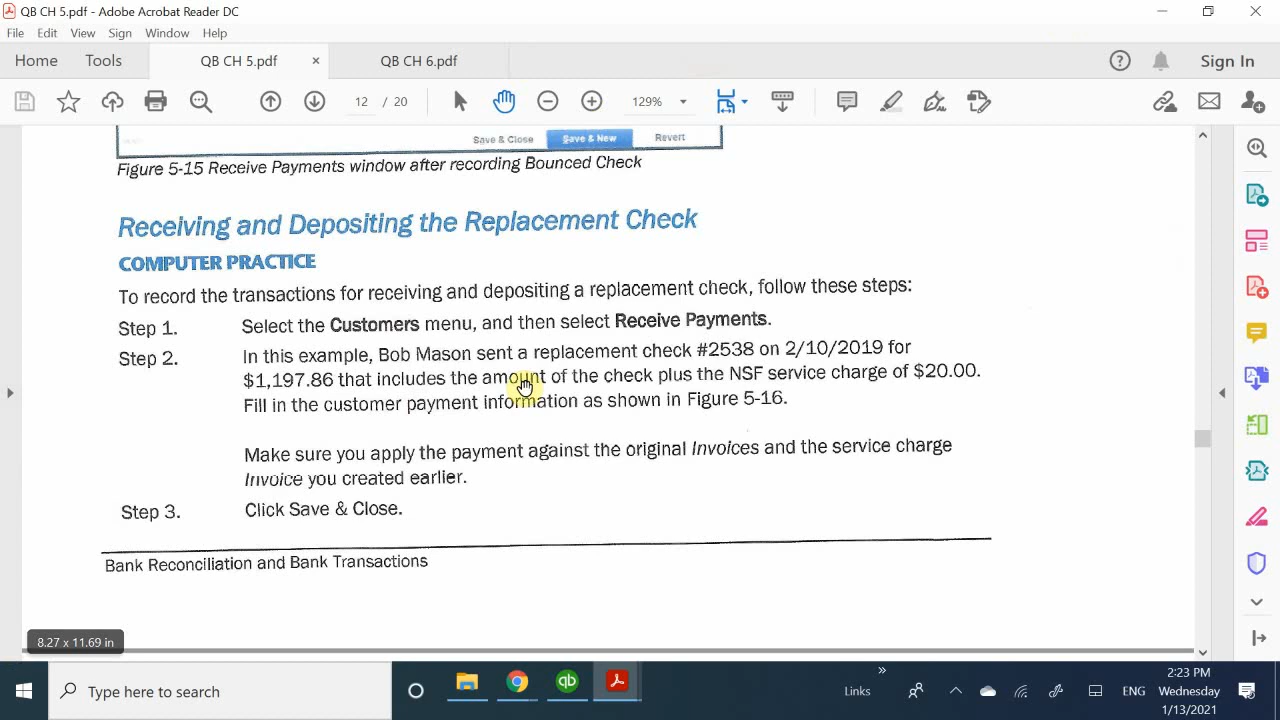 QB CH 5.pdf - Adobe Acrobat Reader DC
File Edit View Sign Window Help
Home Tools QB CH 5.pdf × QB CH 6.pdf Sign In
12 / 20 129%
Save & Close Save & New Revert
Figure 5-15 Receive Payments window after recording Bounced Check
Receiving and Depositing the Replacement Check
COMPUTER PRACTICE
To record the transactions for receiving and depositing a replacement check, follow these steps:
Step 1. Select the Customers menu, and then select Receive Payments.
Step 2. In this example, Bob Mason sent a replacement check #2538 on 2/10/2019 for
$1,197.86 that includes the amount of the check plus the NSF service charge of $20.00.
Fill in the customer payment information as shown in Figure 5-16.
Make sure you apply the payment against the original Invoices and the service charge
Invoice you created earlier.
Step 3. Click Save & Close.
Bank Reconciliation and Bank Transactions
8.27 x 11.69 in
Type here to search
qb
Links
ENG
2:23 PM
Wednesday
1/13/2021